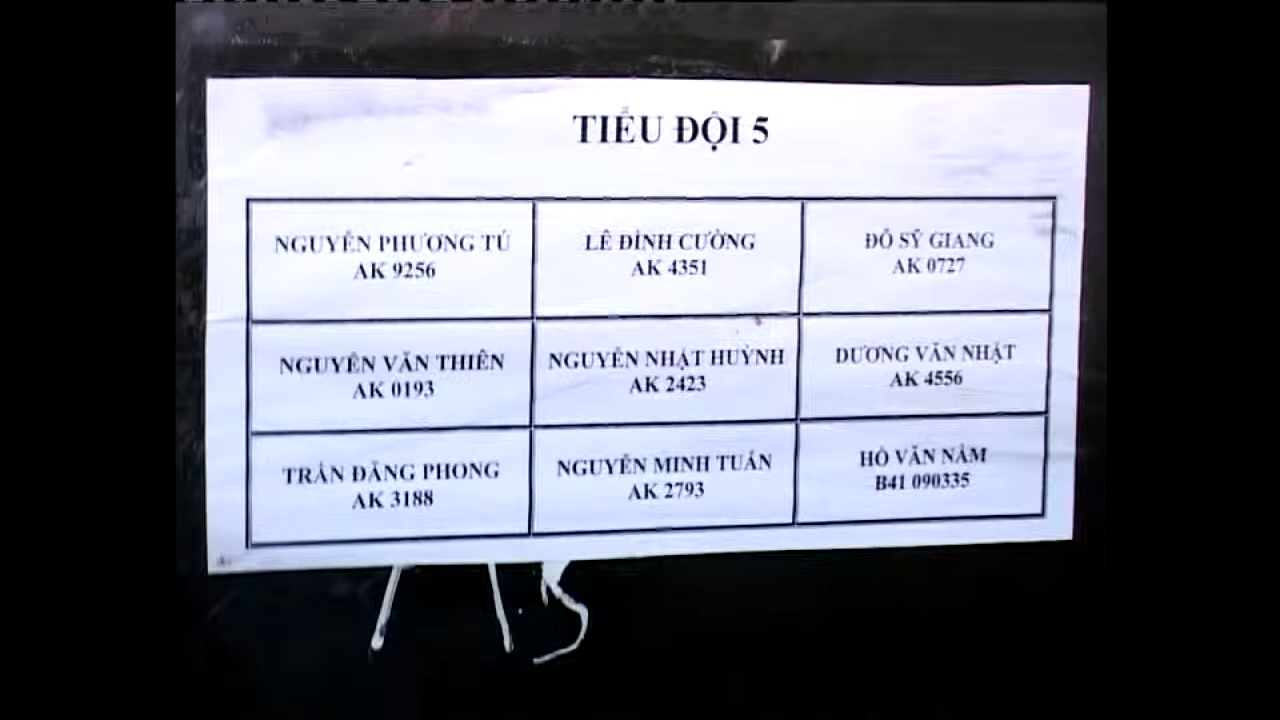 TIỂU ĐỘI 5
NGUYỄN PHƯƠNG TÚ
AK 9256
LÊ ĐÌNH CƯỜNG
AK 4351
ĐỖ SỸ GIANG
AK 0727
NGUYỄN VĂN THIÊN
AK 0193
NGUYỄN NHẬT HUỲNH
AK 2423
DƯƠNG VĂN NHẬT
AK 4556
TRẦN ĐĂNG PHONG
AK 3188
NGUYỄN MINH TUẤN
AK 2793
HỒ VĂN NĂM
B41 090335